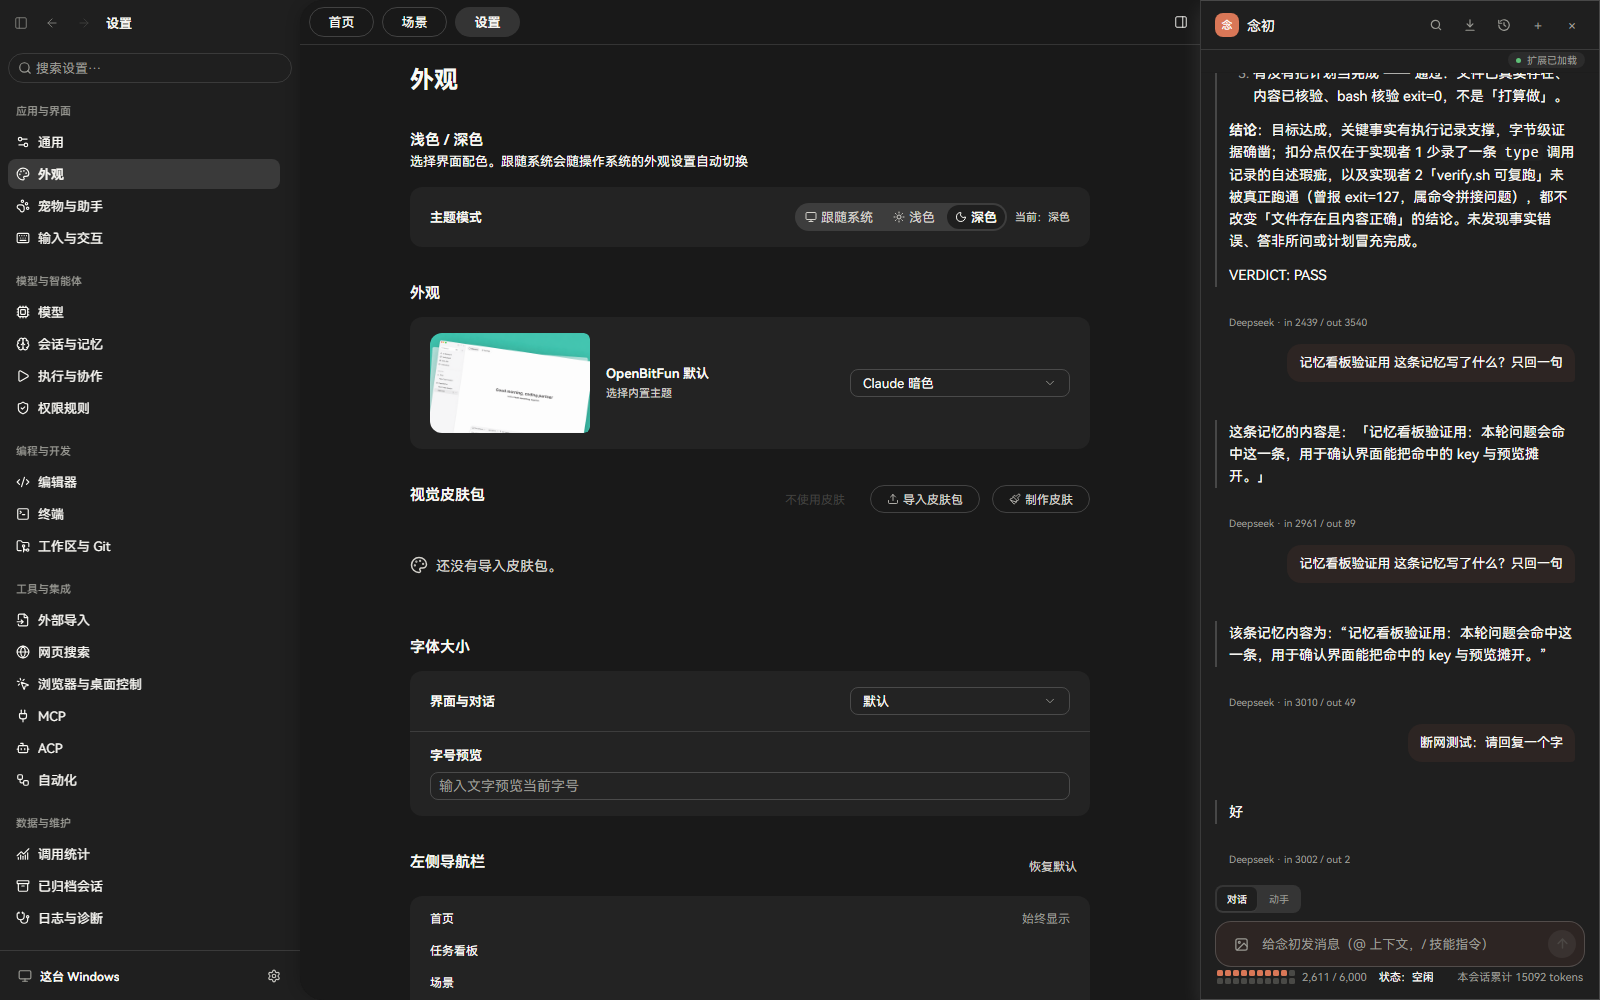 设置
搜索设置…
应用与界面
通用
外观
宠物与助手
输入与交互
模型与智能体
模型
会话与记忆
执行与协作
权限规则
编程与开发
编辑器
终端
工作区与 Git
工具与集成
外部导入
网页搜索
浏览器与桌面控制
MCP
ACP
自动化
数据与维护
调用统计
已归档会话
日志与诊断
这台 Windows
首页
场景
设置
外观
浅色 / 深色
选择界面配色。跟随系统会随操作系统的外观设置自动切换
主题模式
跟随系统
浅色
深色
当前：深色
外观
OpenBitFun 默认
选择内置主题
Claude 暗色
视觉皮肤包
不使用皮肤
导入皮肤包
制作皮肤
还没有导入皮肤包。
字体大小
界面与对话
默认
字号预览
输入文字预览当前字号
左侧导航栏
恢复默认
首页
始终显示
任务看板
场景
念
念初
扩展已加载
3. 有没有把计划当完成 —— 通过：文件已真实存在、
内容已核验、bash 核验 exit=0，不是「打算做」。
结论：目标达成，关键事实有执行记录支撑，字节级证
据确凿；扣分点仅在于实现者 1 少录了一条 type 调用
记录的自述瑕疵，以及实现者 2「verify.sh 可复跑」未
被真正跑通（曾报 exit=127，属命令拼接问题），都不
改变「文件存在且内容正确」的结论。未发现事实错
误、答非所问或计划冒充完成。
VERDICT: PASS
Deepseek · in 2439 / out 3540
记忆看板验证用 这条记忆写了什么？只回一句
这条记忆的内容是：「记忆看板验证用：本轮问题会命
中这一条，用于确认界面能把命中的 key 与预览摊
开。」
Deepseek · in 2961 / out 89
记忆看板验证用 这条记忆写了什么？只回一句
该条记忆内容为：“记忆看板验证用：本轮问题会命中这
一条，用于确认界面能把命中的 key 与预览摊开。”
Deepseek · in 3010 / out 49
断网测试：请回复一个字
好
Deepseek · in 3002 / out 2
对话
动手
给念初发消息（@ 上下文，/ 技能指令）
2,611 / 6,000
状态：空闲
本会话累计 15092 tokens